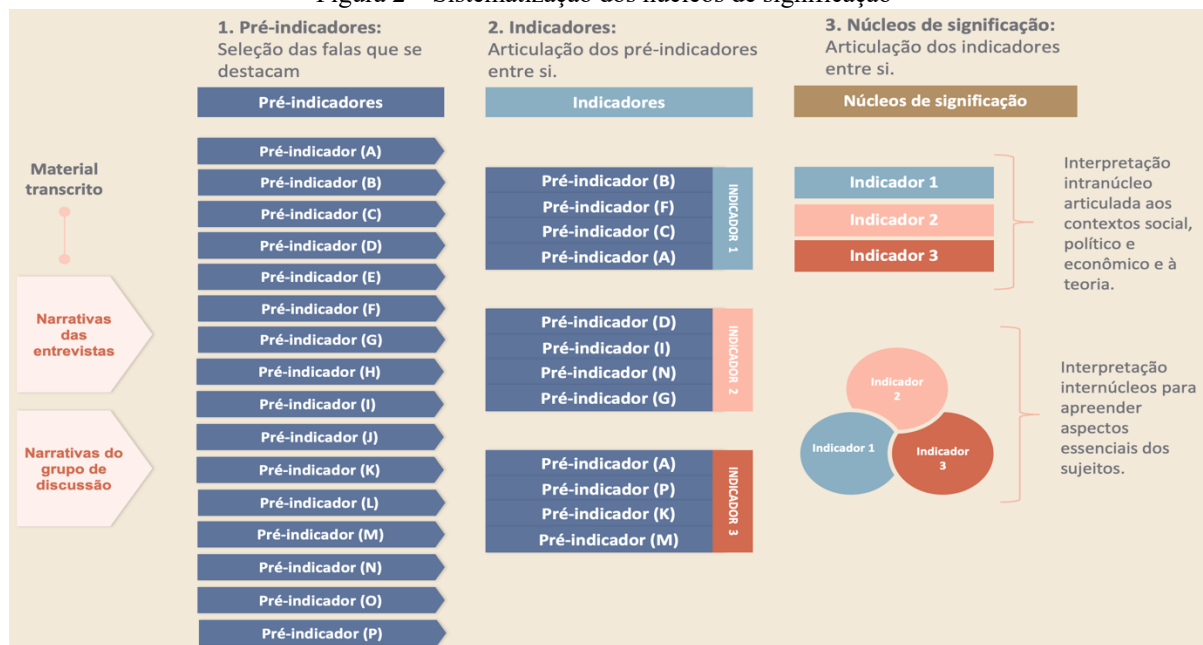 Figura 2 – Sistematização dos núcleos de significação
1. Pré-indicadores:
Seleção das falas que se
destacam
Pré-indicadores
2. Indicadores:
Articulação dos pré-indicadores
entre si.
Indicadores
3. Núcleos de significação:
Articulação dos indicadores
entre si.
Núcleos de significação
Material
transcrito
Narrativas
das
entrevistas
Narrativas do
grupo de
discussão
Pré-indicador (A)
Pré-indicador (B)
Pré-indicador (C)
Pré-indicador (D)
Pré-indicador (E)
Pré-indicador (F)
Pré-indicador (G)
Pré-indicador (H)
Pré-indicador (I)
Pré-indicador (J)
Pré-indicador (K)
Pré-indicador (L)
Pré-indicador (M)
Pré-indicador (N)
Pré-indicador (O)
Pré-indicador (P)
Pré-indicador (B)
Pré-indicador (F)
Pré-indicador (C)
Pré-indicador (A)
INDICADOR 1
Pré-indicador (D)
Pré-indicador (I)
Pré-indicador (N)
Pré-indicador (G)
INDICADOR 2
Pré-indicador (A)
Pré-indicador (P)
Pré-indicador (K)
Pré-indicador (M)
INDICADOR 3
Indicador 1
Indicador 2
Indicador 3
Interpretação
intranúcleo
articulada aos
contextos social,
político e
econômico e à
teoria.
Indicador
2
Indicador 1
Indicador
3
Interpretação
internúcleos para
apreender
aspectos
essenciais dos
sujeitos.